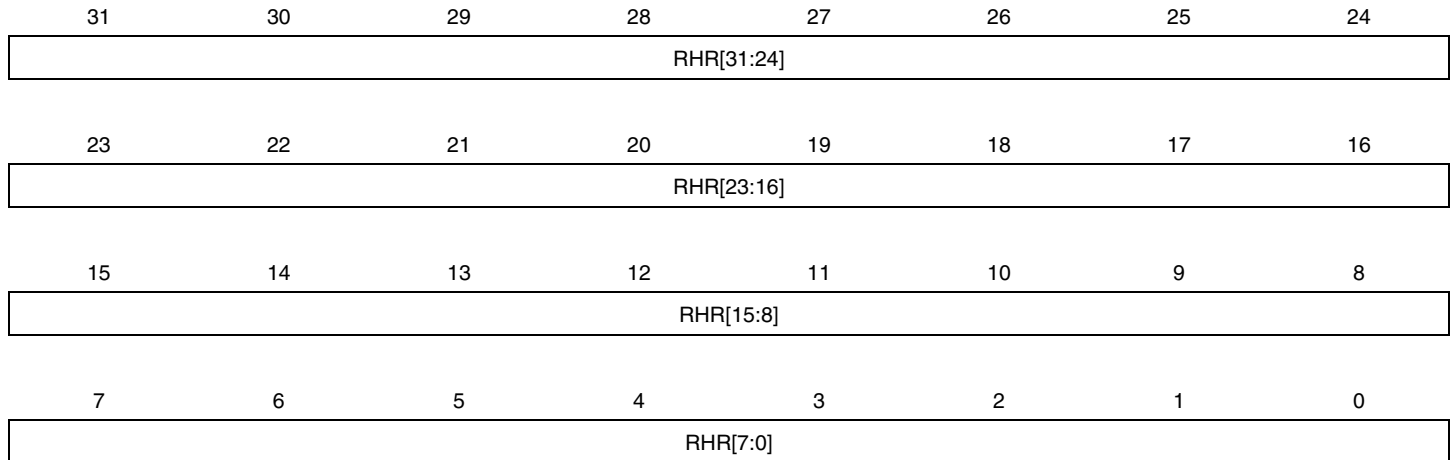 31 30 29 28 27 26 25 24
RHR[31:24]
23 22 21 20 19 18 17 16
RHR[23:16]
15 14 13 12 11 10 9 8
RHR[15:8]
7 6 5 4 3 2 1 0
RHR[7:0]